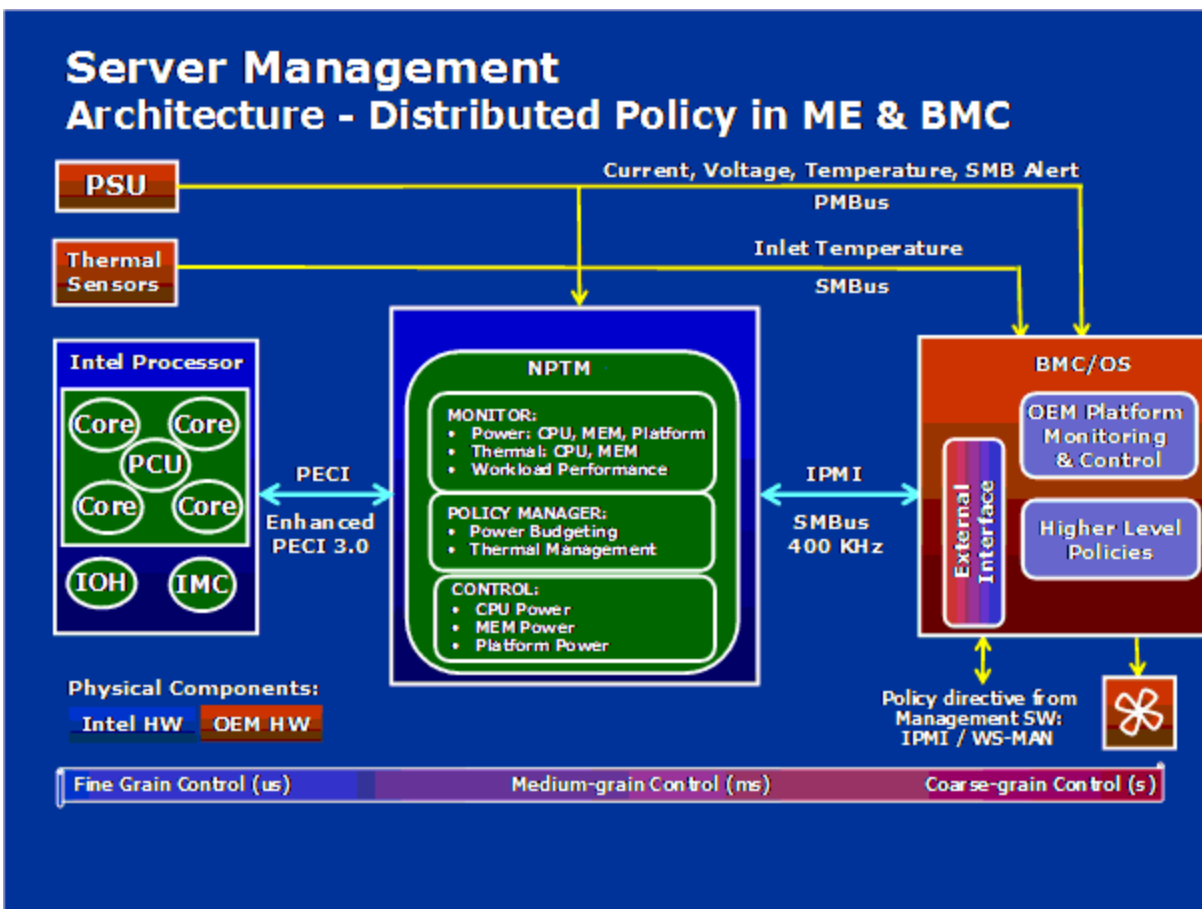 Server Management
Architecture - Distributed Policy in ME & BMC
PSU
Current, Voltage, Temperature, SMB Alert
PMBus
Thermal
Sensors
Inlet Temperature
SMBus
Intel Processor
Core
Core
PCU
Core
Core
IOH
IMC
PECI
Enhanced
PECI 3.0
NPTM
MONITOR:
• Power: CPU, MEM, Platform
• Thermal: CPU, MEM
• Workload Performance
POLICY MANAGER:
• Power Budgeting
• Thermal Management
CONTROL:
• CPU Power
• MEM Power
• Platform Power
IPMI
SMBus
400 KHz
BMC/OS
OEM Platform
Monitoring
& Control
Higher Level
Policies
External
Interface
Policy directive from
Management SW:
IPMI / WS-MAN
Physical Components:
Intel HW
OEM HW
Fine Grain Control (us)
Medium-grain Control (ms)
Coarse-grain Control (s)